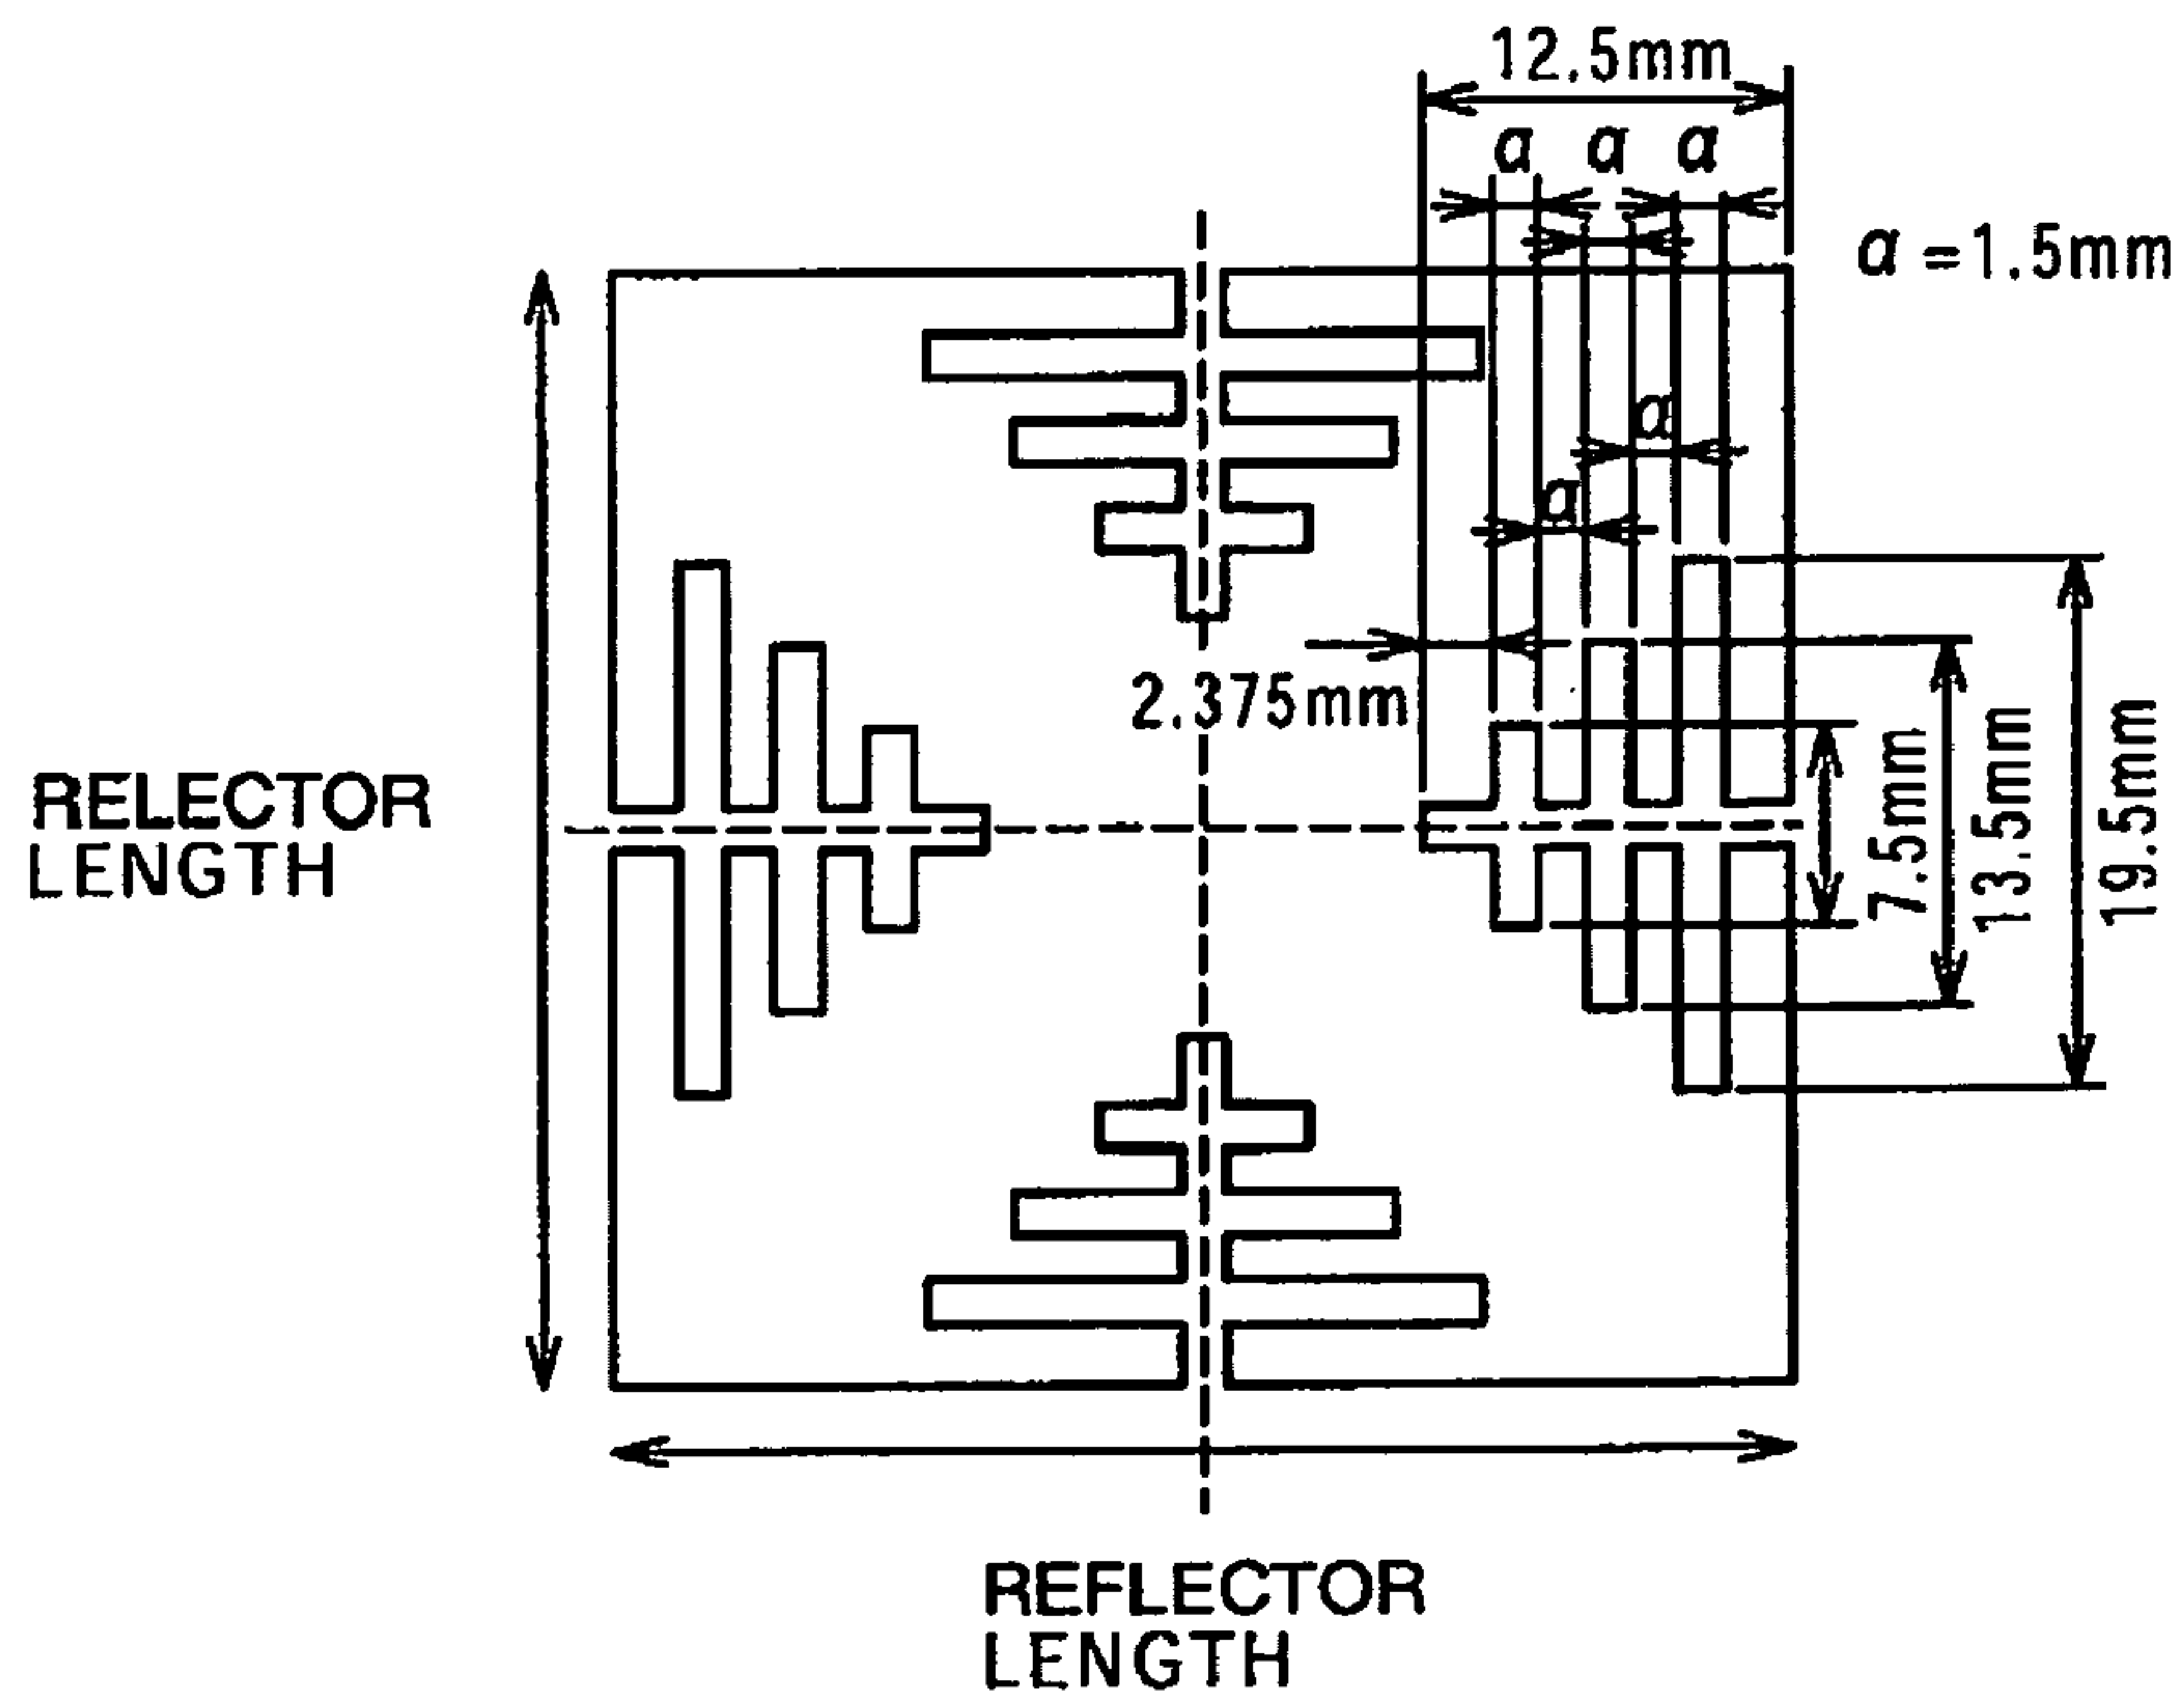 12.5mm
a a a
a =1.5mm
a
a
2.375mm
7.5mm
13.5mm
19.5mm
RELECTOR
LENGTH
REFLECTOR
LENGTH